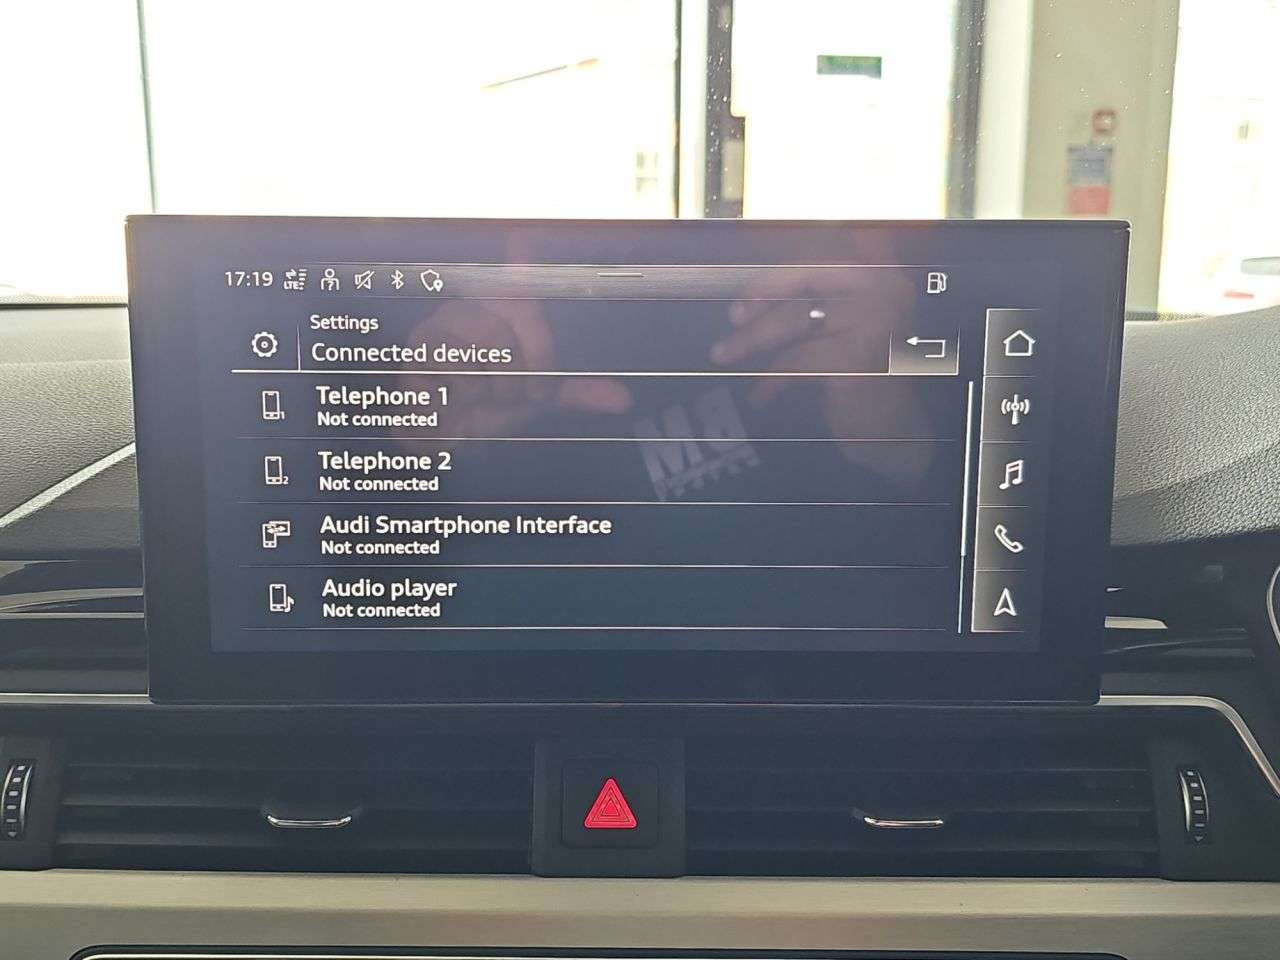 17:19 LTE
Settings
Connected devices
Telephone 1
Not connected
Telephone 2
Not connected
Audi Smartphone Interface
Not connected
Audio player
Not connected